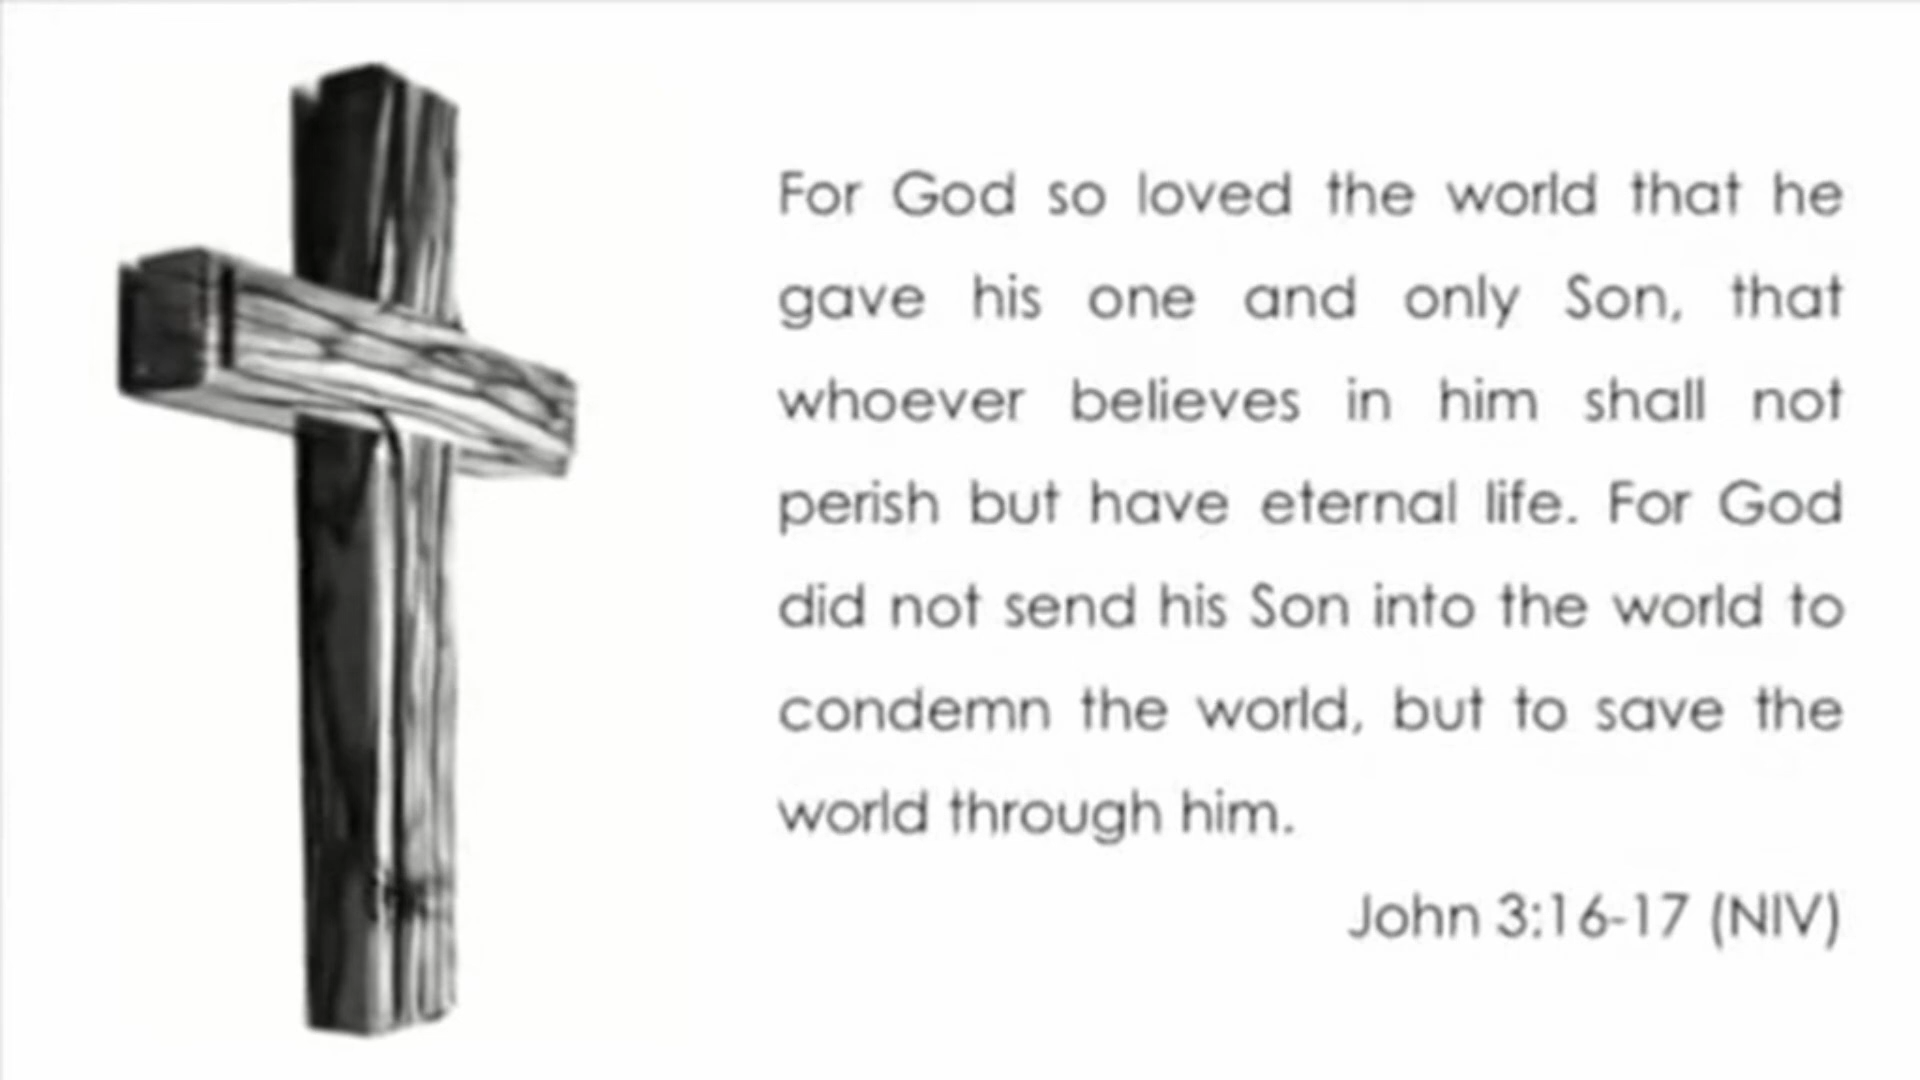 For God so loved the world that he
gave his one and only Son, that
whoever believes in him shall not
perish but have eternal life. For God
did not send his Son into the world to
condemn the world, but to save the
world through him.
John 3:16-17 (NIV)